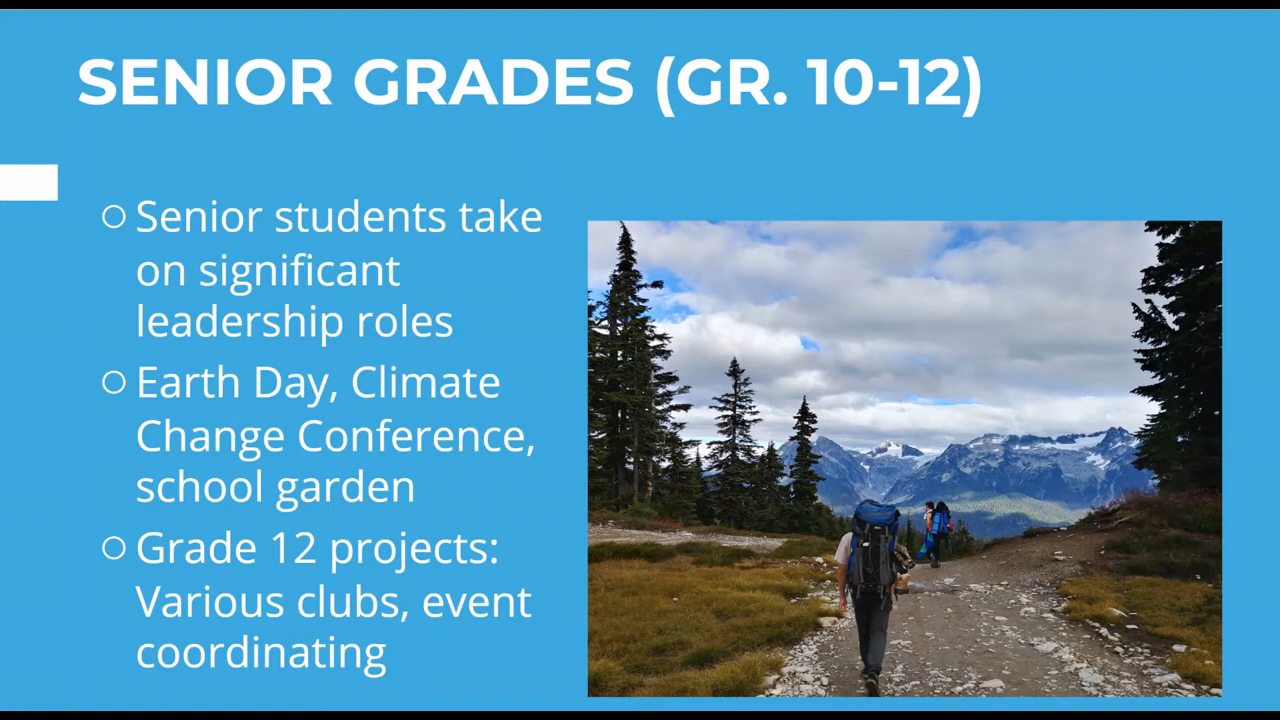 SENIOR GRADES (GR. 10-12)
Senior students take
on significant
leadership roles
Earth Day, Climate
Change Conference,
school garden
Grade 12 projects:
Various clubs, event
coordinating